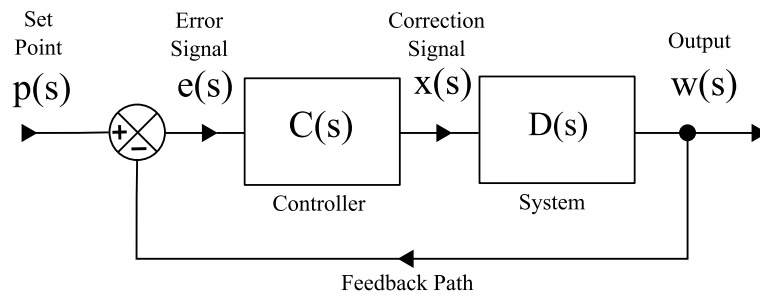 Set
Point
p(s)
Error
Signal
e(s)
Correction
Signal
x(s)
Output
w(s)
+
−
C(s)
D(s)
Controller
System
Feedback Path